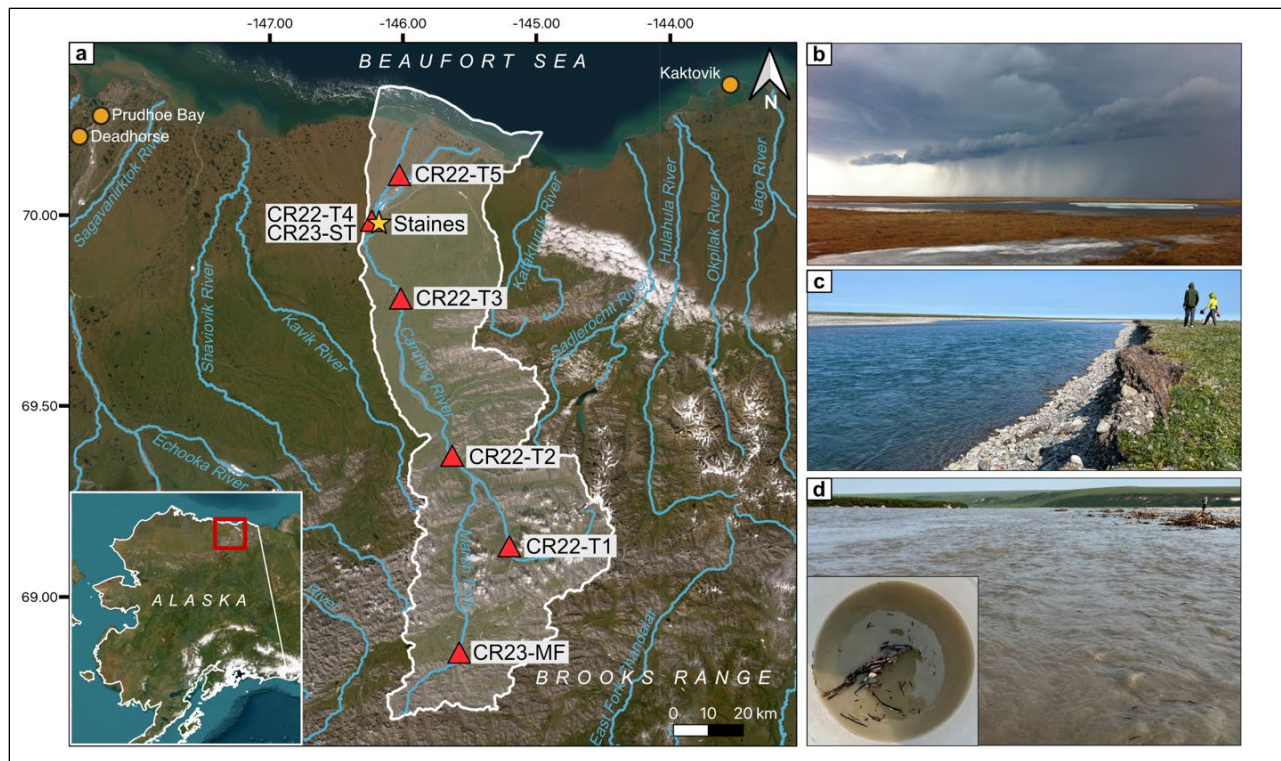 -147.00
-146.00
-145.00
-144.00
a
BEAUFORT SEA
Kaktovik
N
Prudhoe Bay
Deadhorse
Sagavanirktok River
CR22-T5
70.00
CR22-T4
CR23-ST
Staines
Katakturuk River
Hulahula River
Okpilak River
Jago River
Shaviovik River
Kavik River
CR22-T3
Sadlerochit River
Canning River
69.50
Echooka River
CR22-T2
Marsh Fork
CR22-T1
ALASKA
69.00
River
CR23-MF
BROOKS RANGE
East Fork Chandalar
0 10 20 km
b
c
d